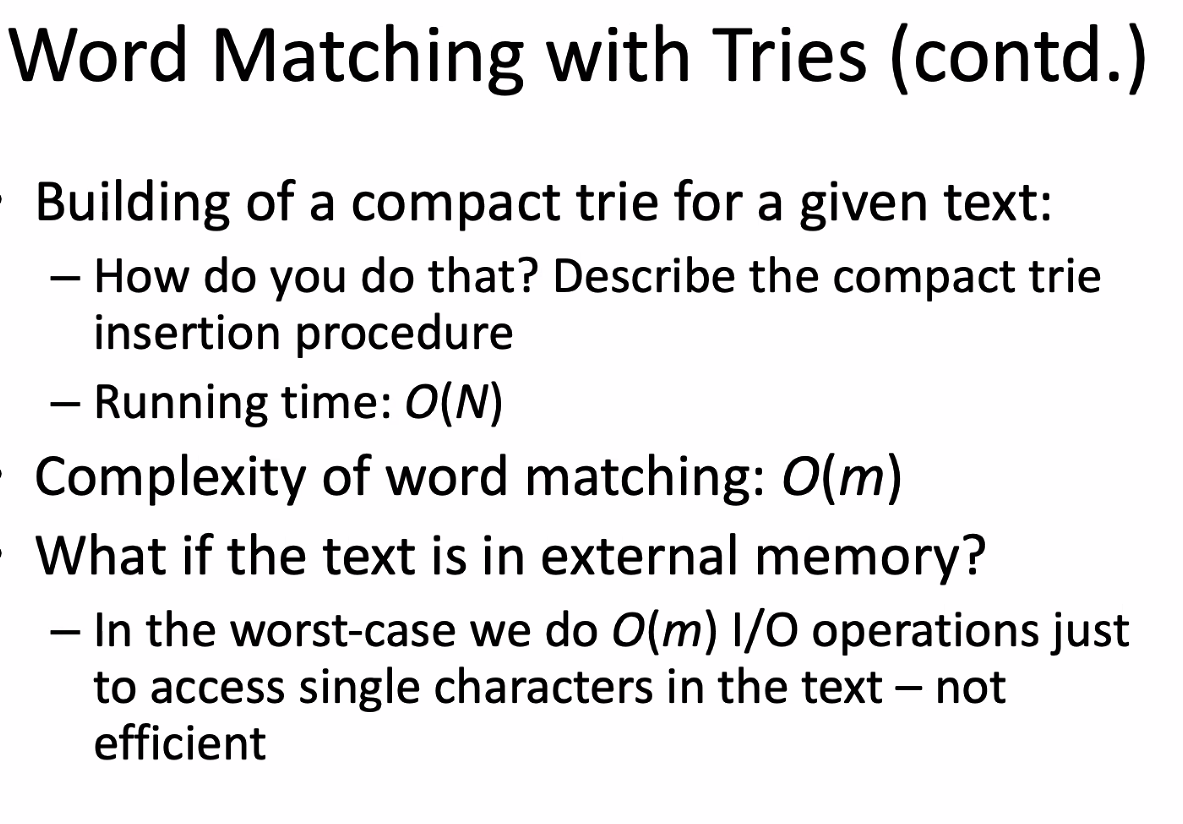 Word Matching with Tries (contd.)
• Building of a compact trie for a given text:
– How do you do that? Describe the compact trie
insertion procedure
– Running time: O(N)
• Complexity of word matching: O(m)
• What if the text is in external memory?
– In the worst-case we do O(m) I/O operations just
to access single characters in the text – not
efficient